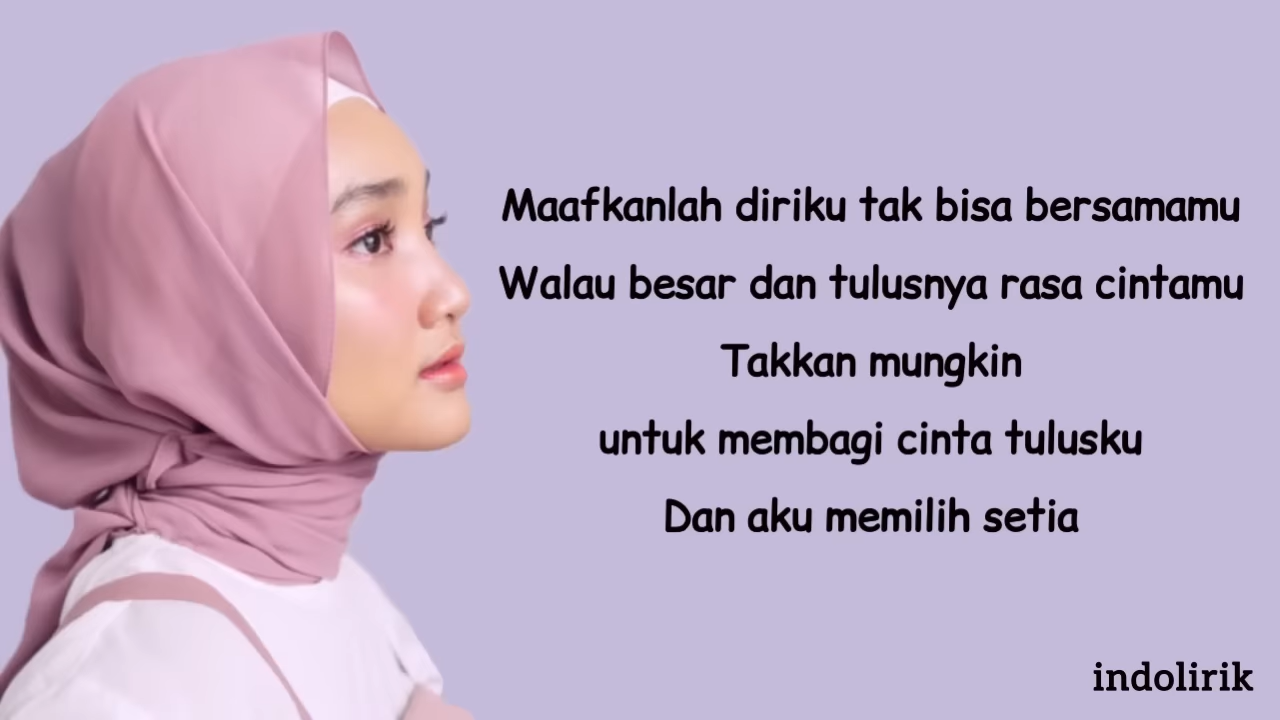 Maafkanlah diriku tak bisa bersamamu
Walau besar dan tulusnya rasa cintamu
Takkan mungkin
untuk membagi cinta tulusku
Dan aku memilih setia
indolirik